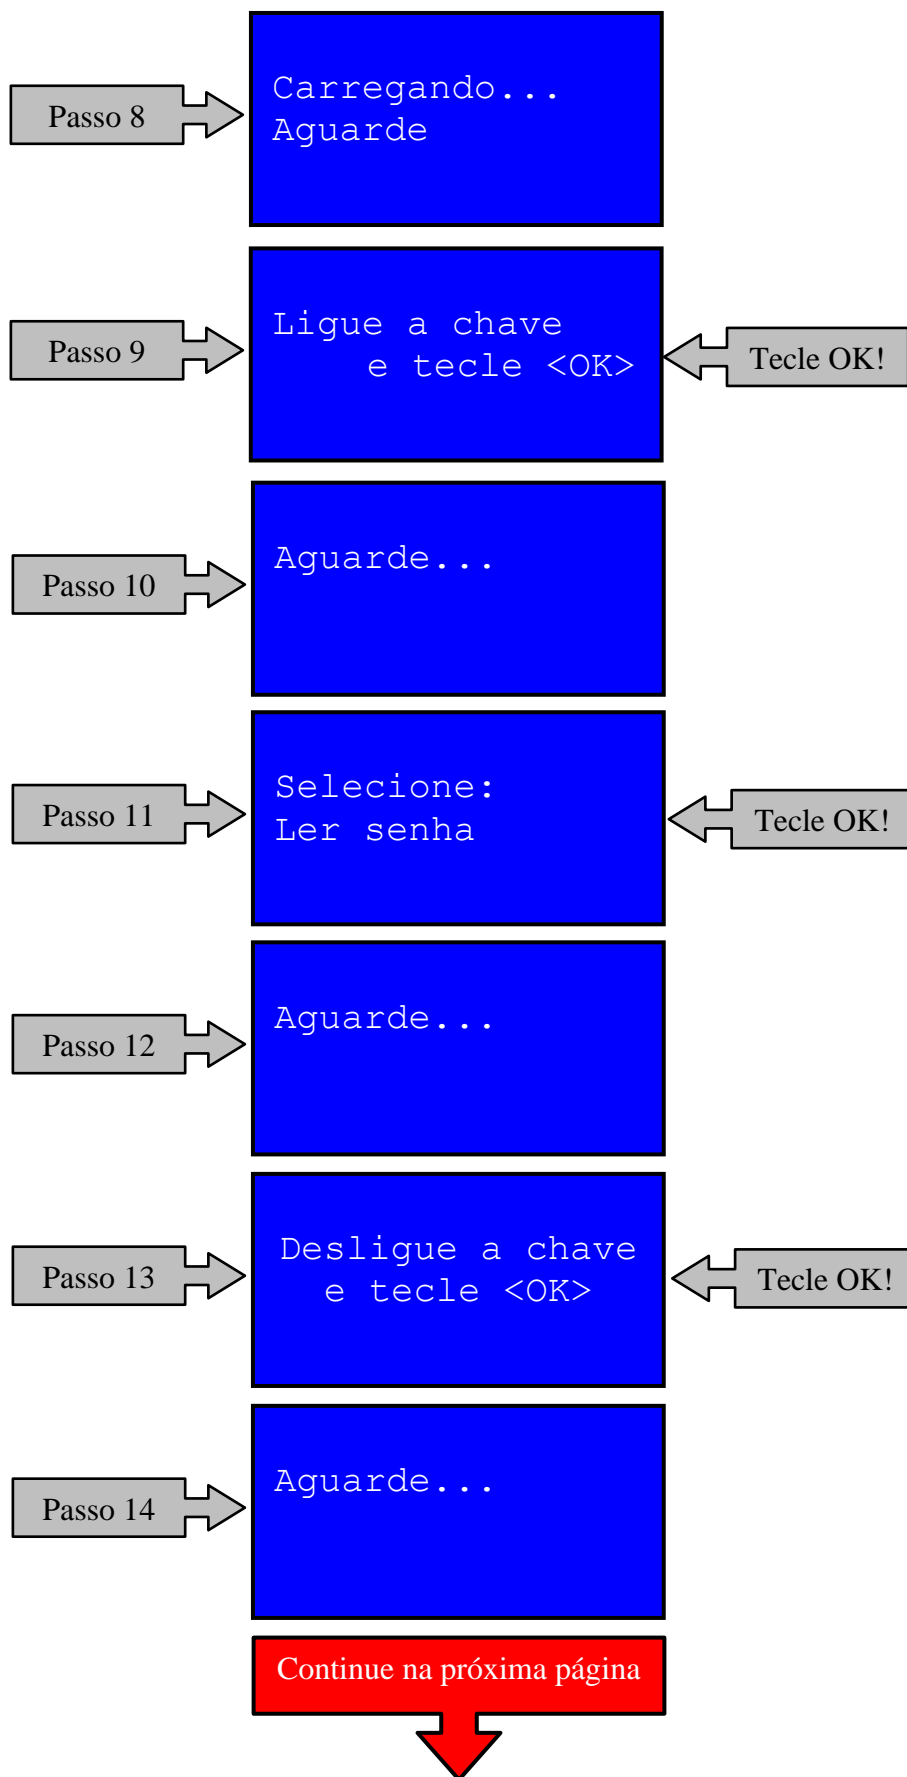 Passo 8
Carregando...
Aguarde
Passo 9
Ligue a chave
e tecle <OK>
Tecle OK!
Passo 10
Aguarde...
Passo 11
Selecione:
Ler senha
Tecle OK!
Passo 12
Aguarde...
Passo 13
Desligue a chave
e tecle <OK>
Tecle OK!
Passo 14
Aguarde...
Continue na próxima página